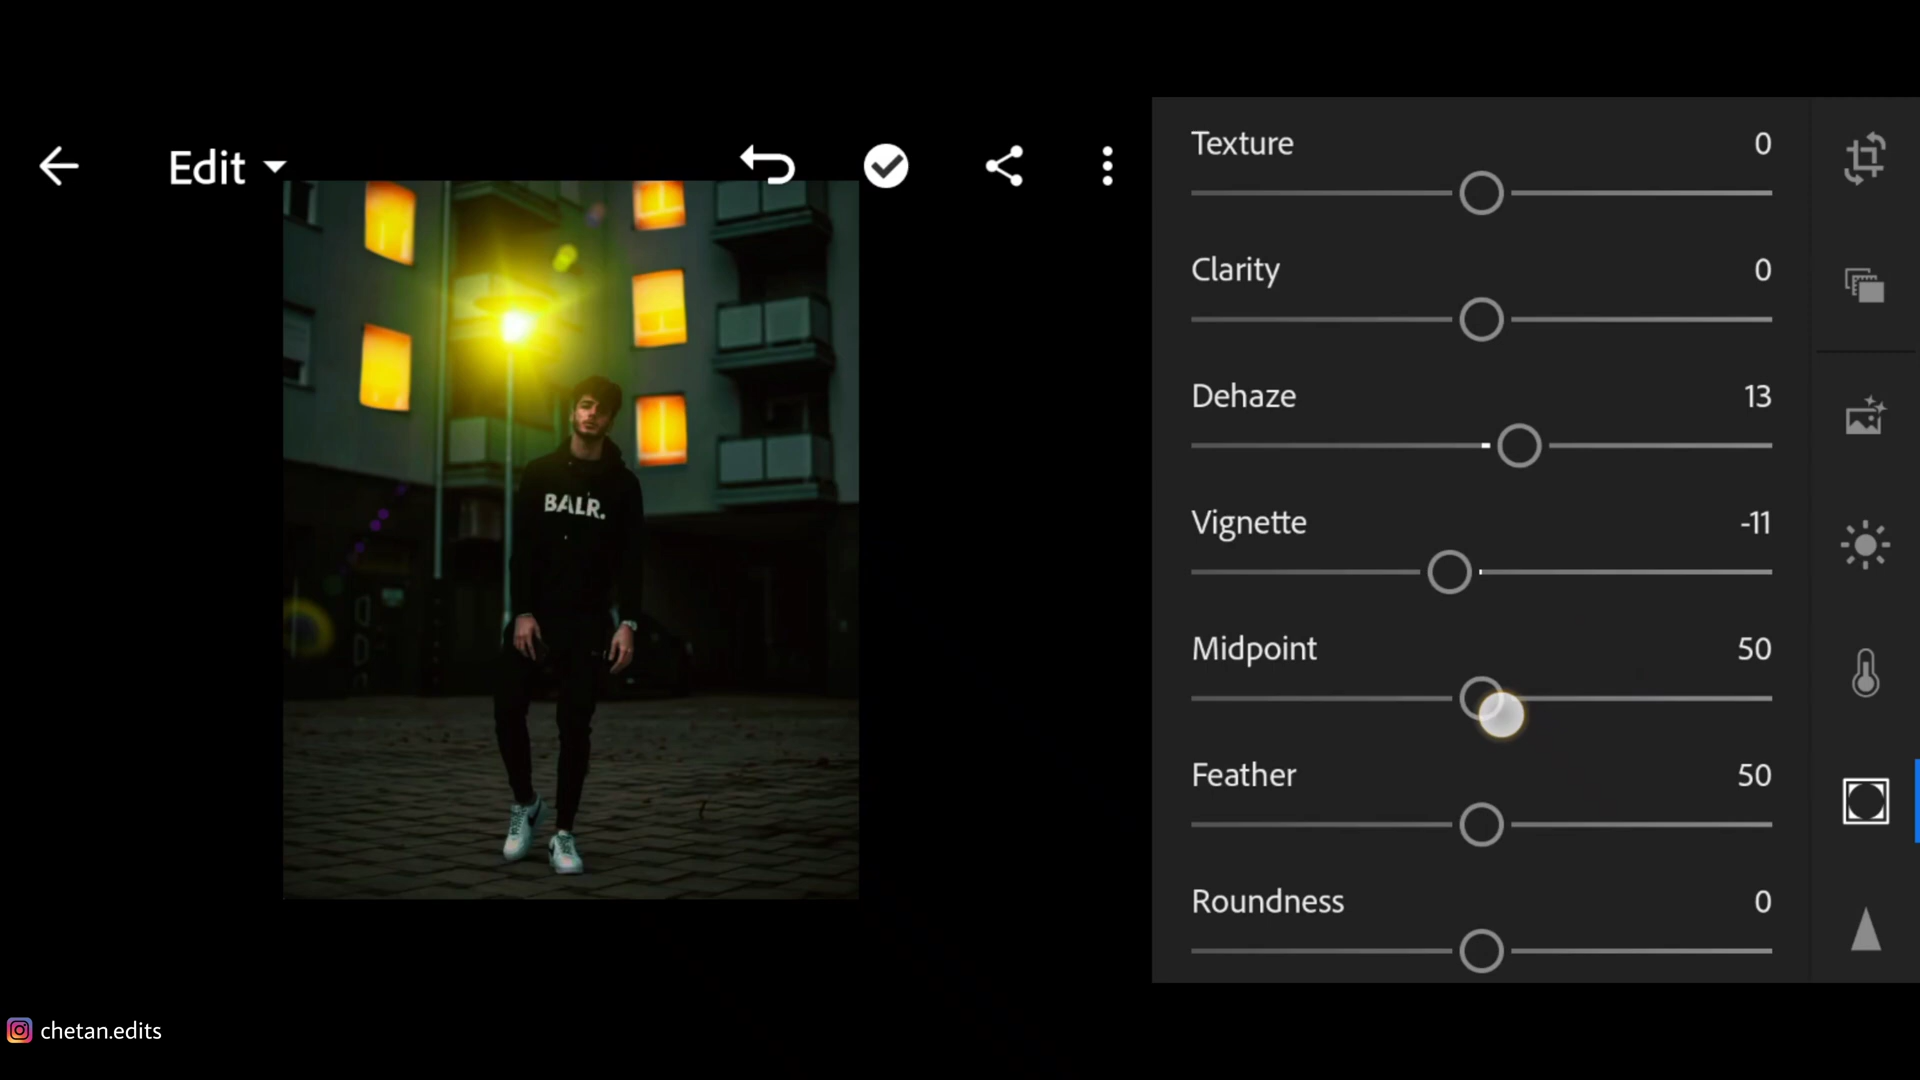 Edit
BALR.
Texture 0
Clarity 0
Dehaze 13
Vignette -11
Midpoint 50
Feather 50
Roundness 0
chetan.edits